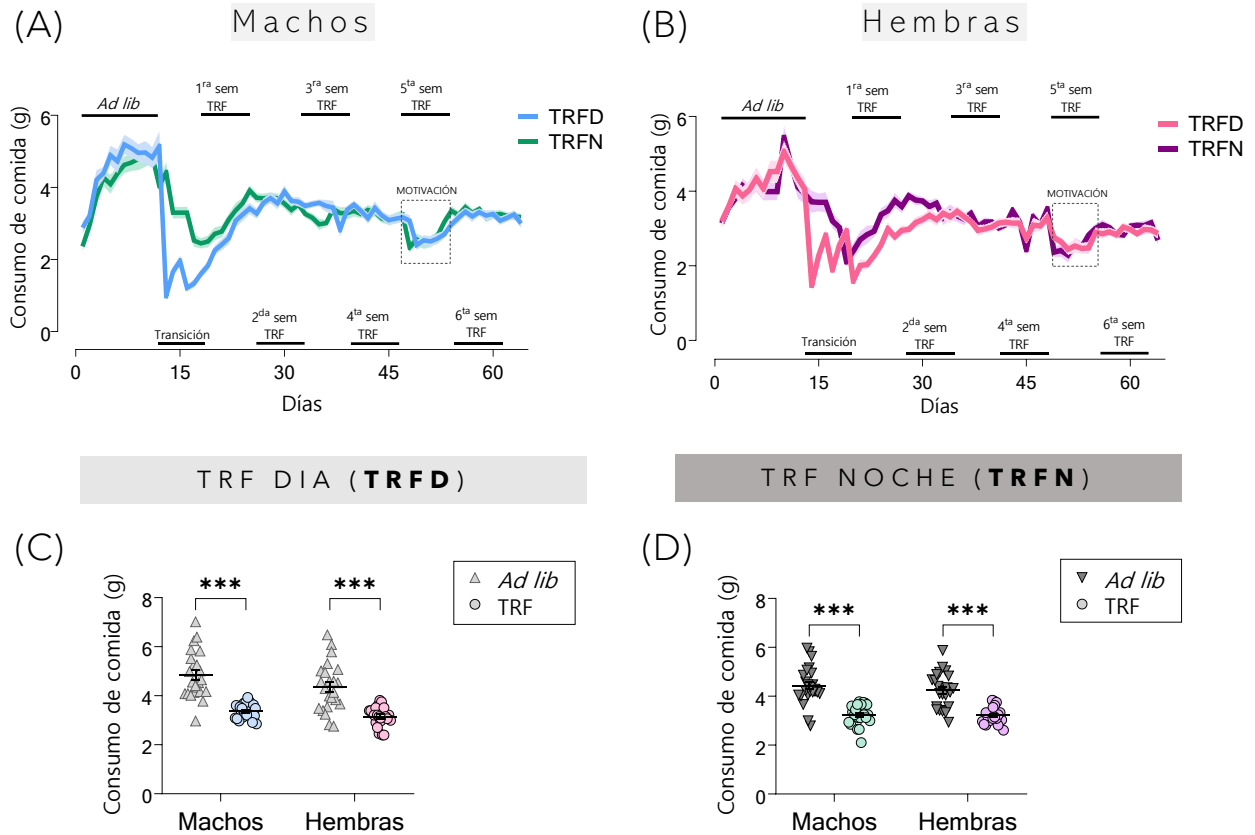 (A)
Machos
Consumo de comida (g)
6
4
2
0
Ad lib
1ra sem
TRF
3ra sem
TRF
5ta sem
TRF
TRFD
TRFN
MOTIVACIÓN
Transición
2da sem
TRF
4ta sem
TRF
6ta sem
TRF
0
15
30
45
60
Días
(B)
Hembras
Consumo de comida (g)
6
4
2
0
Ad lib
1ra sem
TRF
3ra sem
TRF
5ta sem
TRF
TRFD
TRFN
MOTIVACIÓN
Transición
2da sem
TRF
4ta sem
TRF
6ta sem
TRF
0
15
30
45
60
Días
TRF DIA (TRFD)
TRF NOCHE (TRFN)
(C)
Consumo de comida (g)
8
6
4
2
0
***
***
Ad lib
TRF
Machos
Hembras
(D)
Consumo de comida (g)
8
6
4
2
0
***
***
Ad lib
TRF
Machos
Hembras